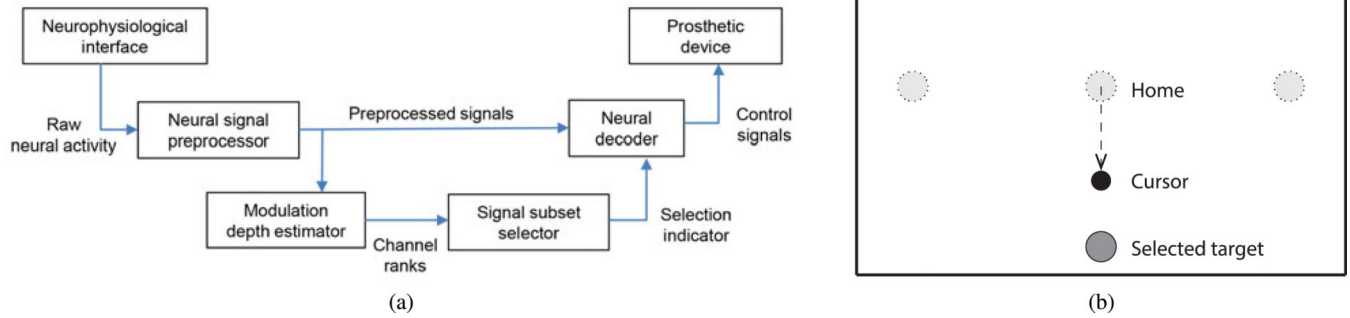 Neurophysiological
interface
Prosthetic
device
Raw
neural activity
Neural signal
preprocessor
Preprocessed signals
Neural
decoder
Control
signals
Modulation
depth estimator
Channel
ranks
Signal subset
selector
Selection
indicator
(a)
Home
Cursor
Selected target
(b)